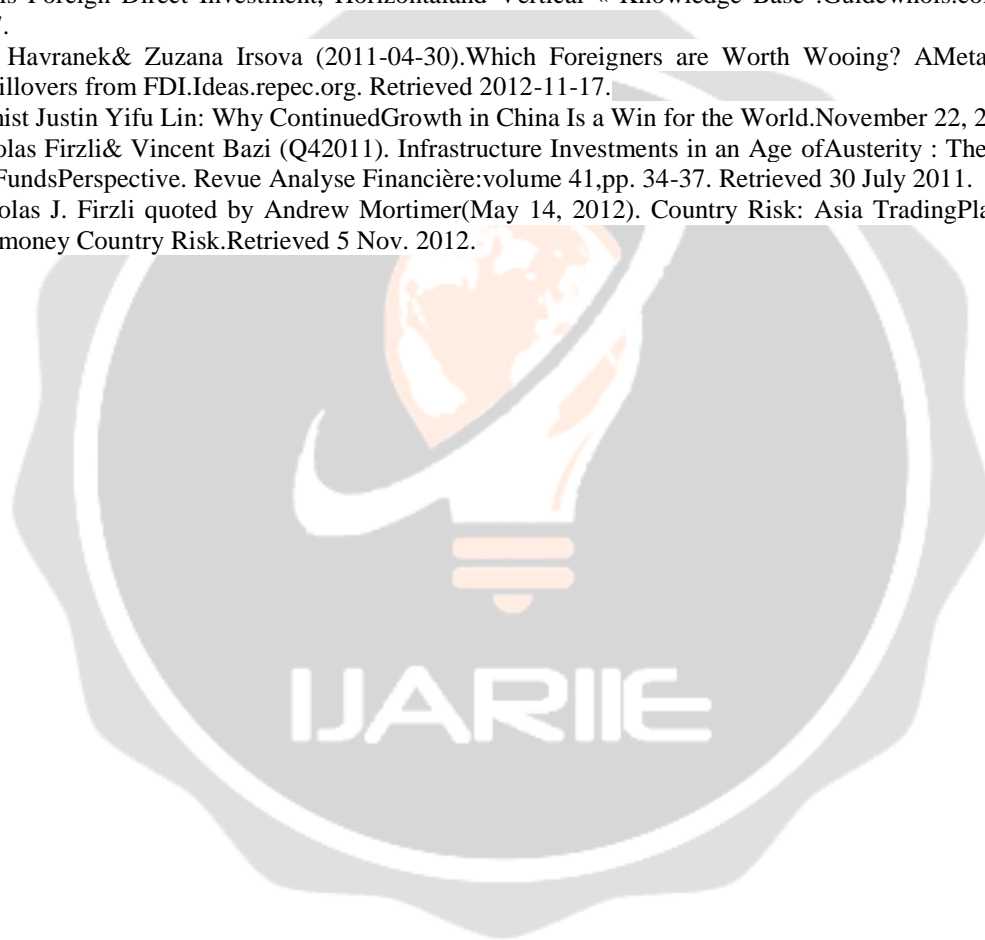 Foreign Direct Investment, Horizontaland Vertical « Knowledge Base
Havranek& Zuzana Irsova (2011-04-30).Which Foreigners are Worth Wooing? AMeta
illovers from FDI.Ideas.repec.org. Retrieved 2012-11-17.
nist Justin Yifu Lin: Why ContinuedGrowth in China Is a Win for the World.November 22, 2
olas Firzli& Vincent Bazi (Q42011). Infrastructure Investments in an Age ofAusterity : The
FundsPerspective. Revue Analyse Financière:volume 41,pp. 34-37. Retrieved 30 July 2011.
olas J. Firzli quoted by Andrew Mortimer(May 14, 2012). Country Risk: Asia TradingPla
money Country Risk.Retrieved 5 Nov. 2012.
IJARIIE